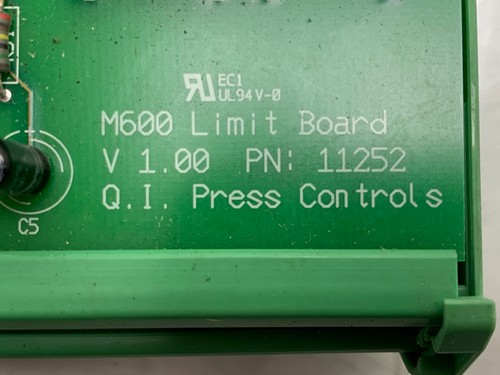 EC1
UL94V-0
M600 Limit Board
V 1.00 PN: 11252
Q.I. Press Controls
C5